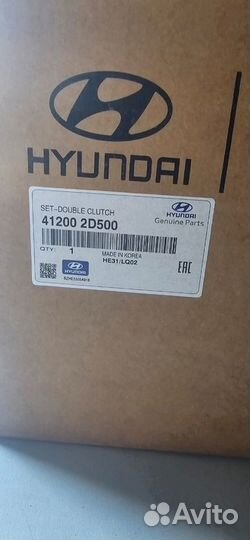 HYUNDAI
SET-DOUBLE CLUTCH
41200 2D500
HYUNDAI
Genuine Parts
QTY: 1
MADE IN KOREA
HE31/LQ02
EAC
Avito